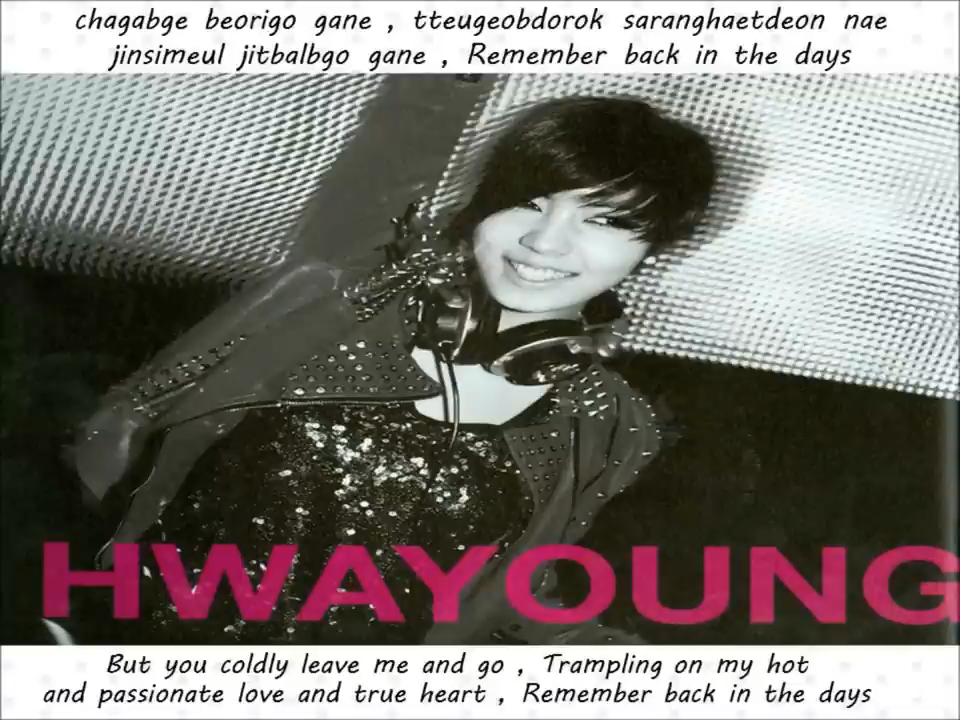 chagabge beorigo gane , tteugeobdorok saranghaetdeon nae
jinsimeul jitbalbgo gane , Remember back in the days
HWAYOUNG
But you coldly leave me and go , Trampling on my hot
and passionate love and true heart , Remember back in the days